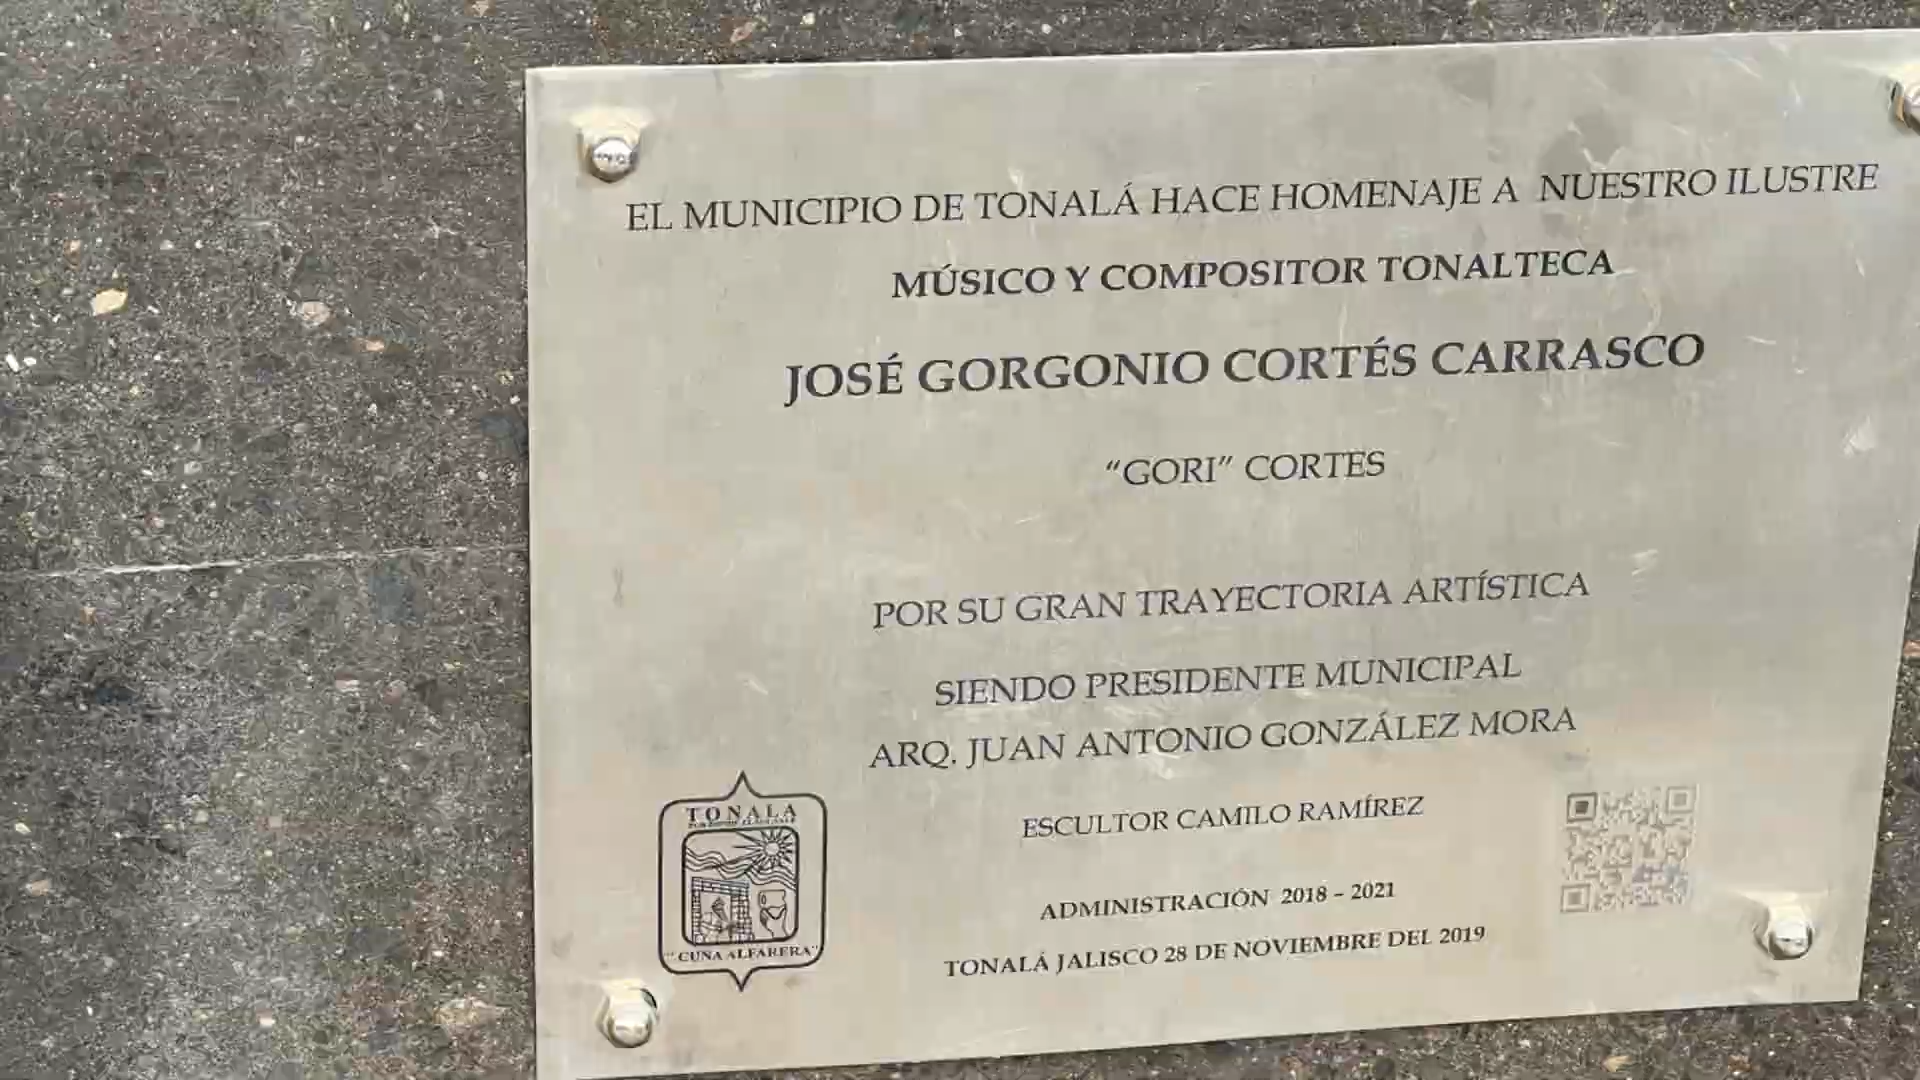 EL MUNICIPIO DE TONALÁ HACE HOMENAJE A NUESTRO ILUSTRE
MÚSICO Y COMPOSITOR TONALTECA
JOSÉ GORGONIO CORTÉS CARRASCO
“GORI” CORTES
POR SU GRAN TRAYECTORIA ARTÍSTICA
SIENDO PRESIDENTE MUNICIPAL
ARQ. JUAN ANTONIO GONZÁLEZ MORA
ESCULTOR CAMILO RAMÍREZ
ADMINISTRACIÓN 2018 – 2021
TONALÁ JALISCO 28 DE NOVIEMBRE DEL 2019
TONALA
"CUNA ALFARERA"